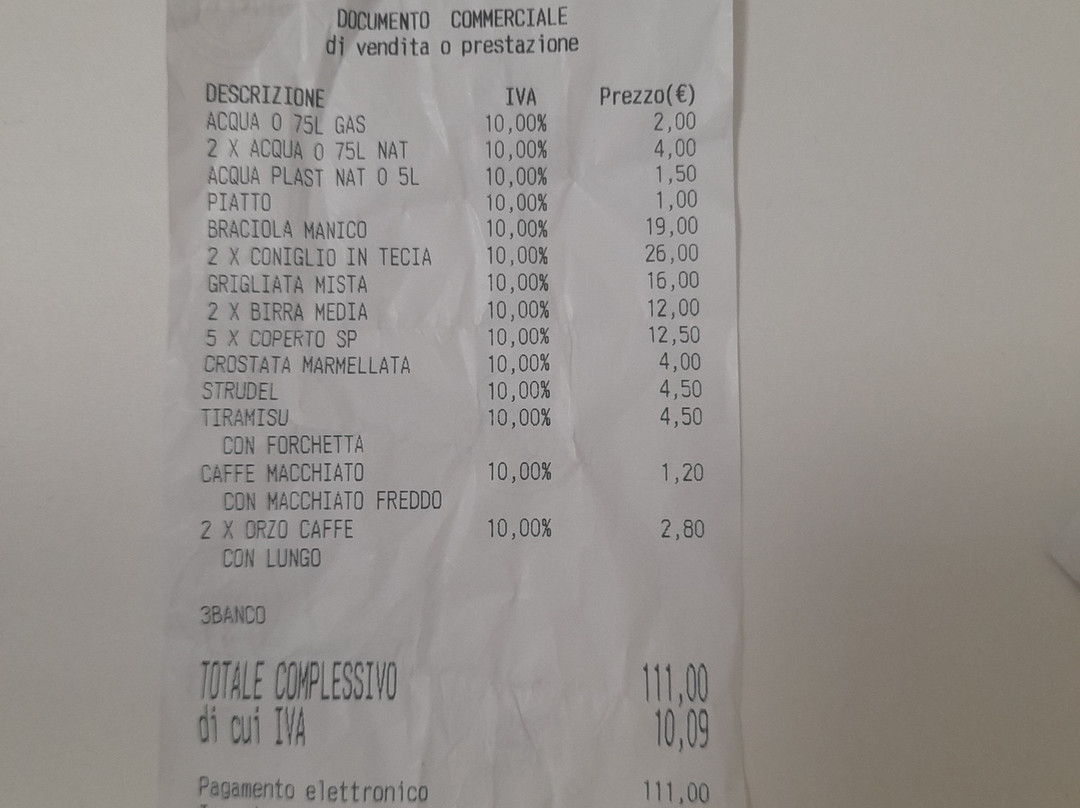 DOCUMENTO COMMERCIALE
di vendita o prestazione
DESCRIZIONE IVA Prezzo(€)
ACQUA 0 75L GAS 10,00% 2,00
2 X ACQUA 0 75L NAT 10,00% 4,00
ACQUA PLAST NAT 0 5L 10,00% 1,50
PIATTO 10,00% 1,00
BRACIOLA MANICO 10,00% 19,00
2 X CONIGLIO IN TECIA 10,00% 26,00
GRIGLIATA MISTA 10,00% 16,00
2 X BIRRA MEDIA 10,00% 12,00
5 X COPERTO SP 10,00% 12,50
CROSTATA MARMELLATA 10,00% 4,00
STRUDEL 10,00% 4,50
TIRAMISU 10,00% 4,50
CON FORCHETTA
CAFFE MACCHIATO 10,00% 1,20
CON MACCHIATO FREDDO
2 X ORZO CAFFE 10,00% 2,80
CON LUNGO
3BANCO
TOTALE COMPLESSIVO 111,00
di cui IVA 10,09
Pagamento elettronico 111,00